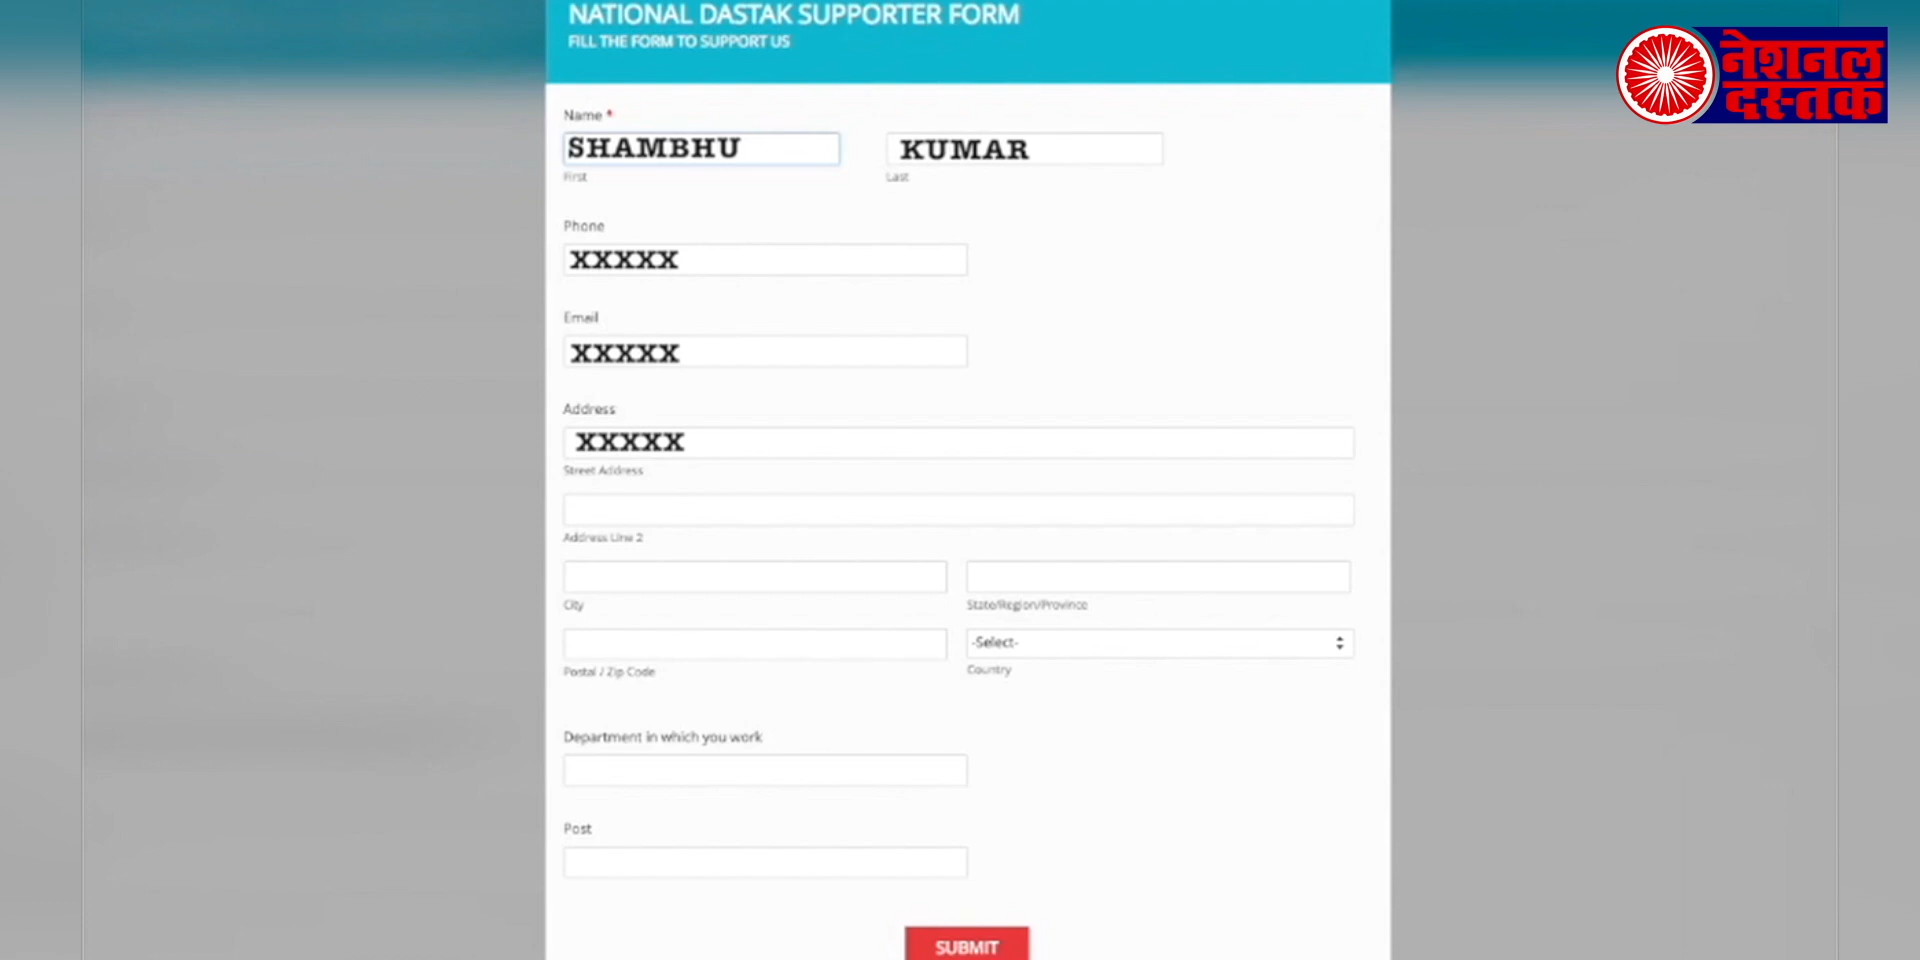 NATIONAL DASTAK SUPPORTER FORM
FILL THE FORM TO SUPPORT US
नेशनल
दस्तक
Name *
SHAMBHU KUMAR
First Last
Phone
XXXXX
Email
XXXXX
Address
XXXXX
Street Address
Address Line 2
City State/Region/Province
-Select-
Postal / Zip Code Country
Department in which you work
Post
SUBMIT